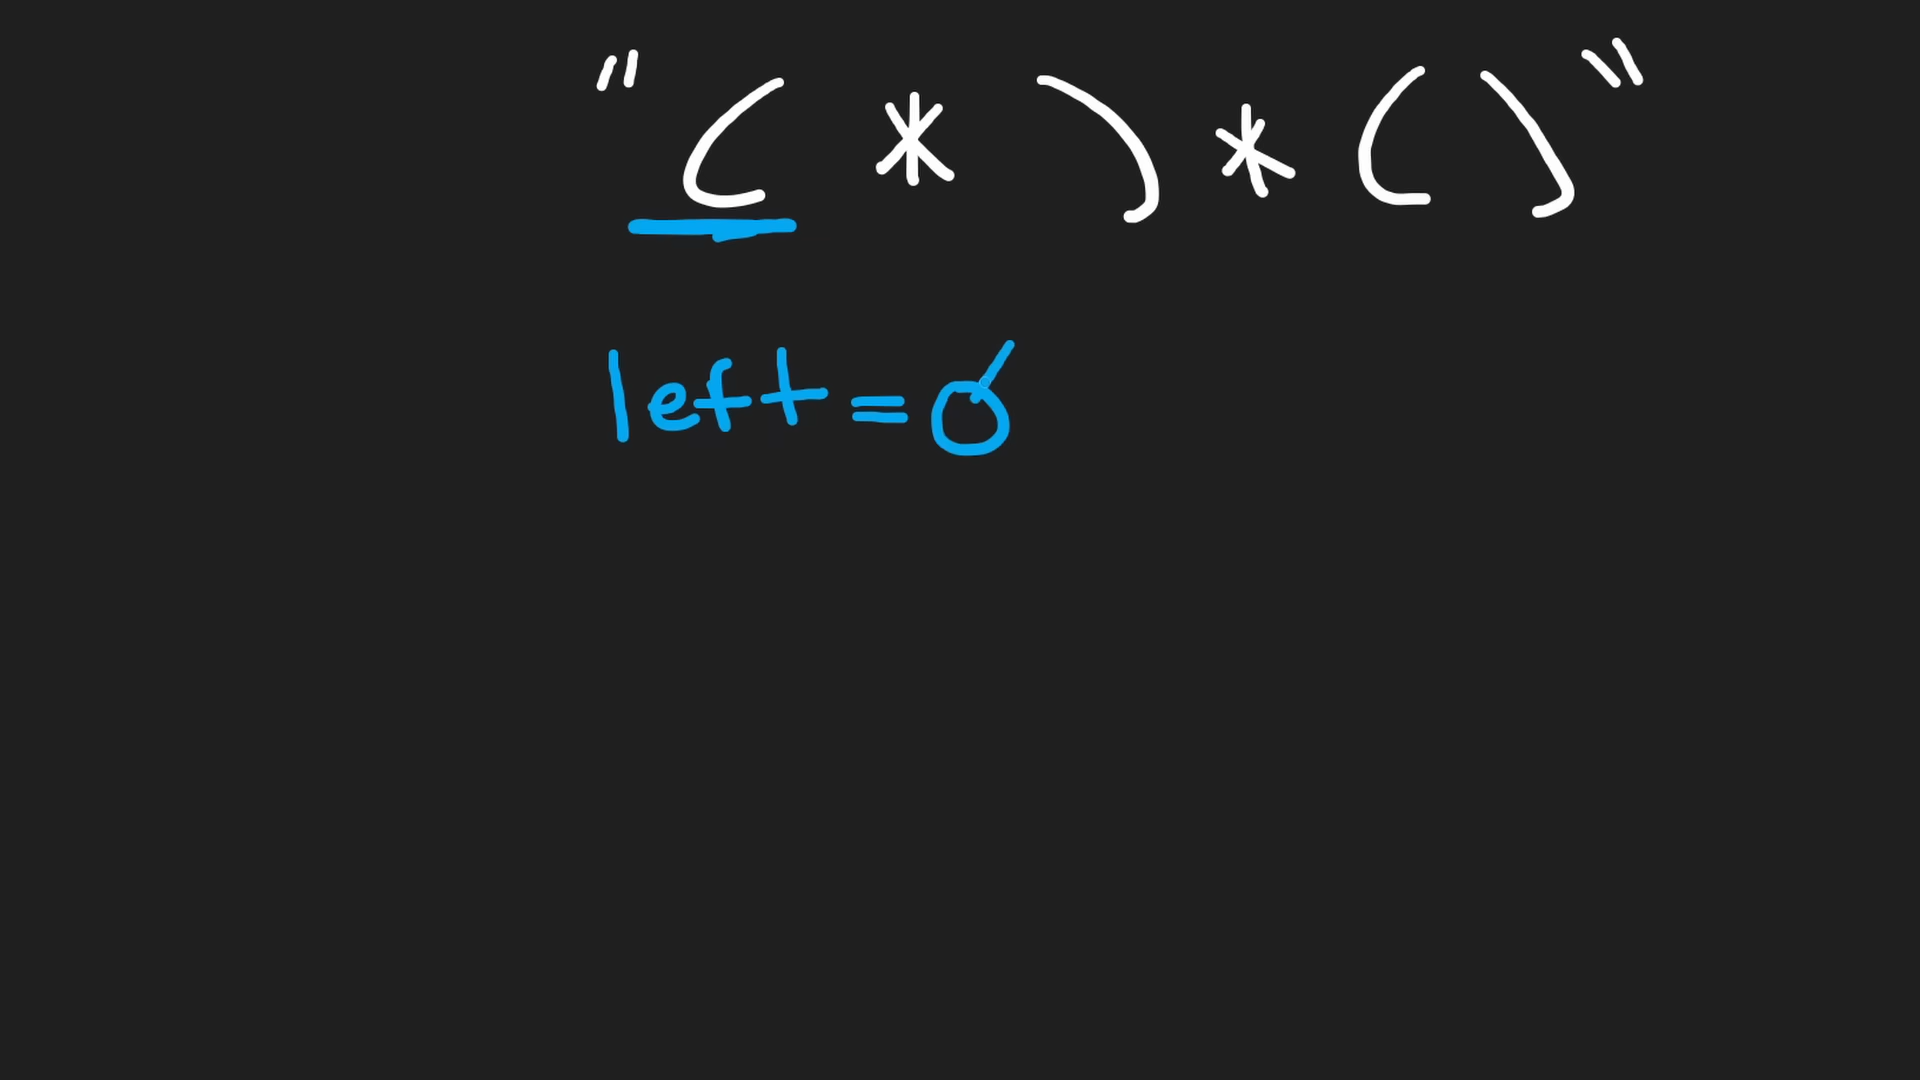 "( * ) * ( )"
left = 0